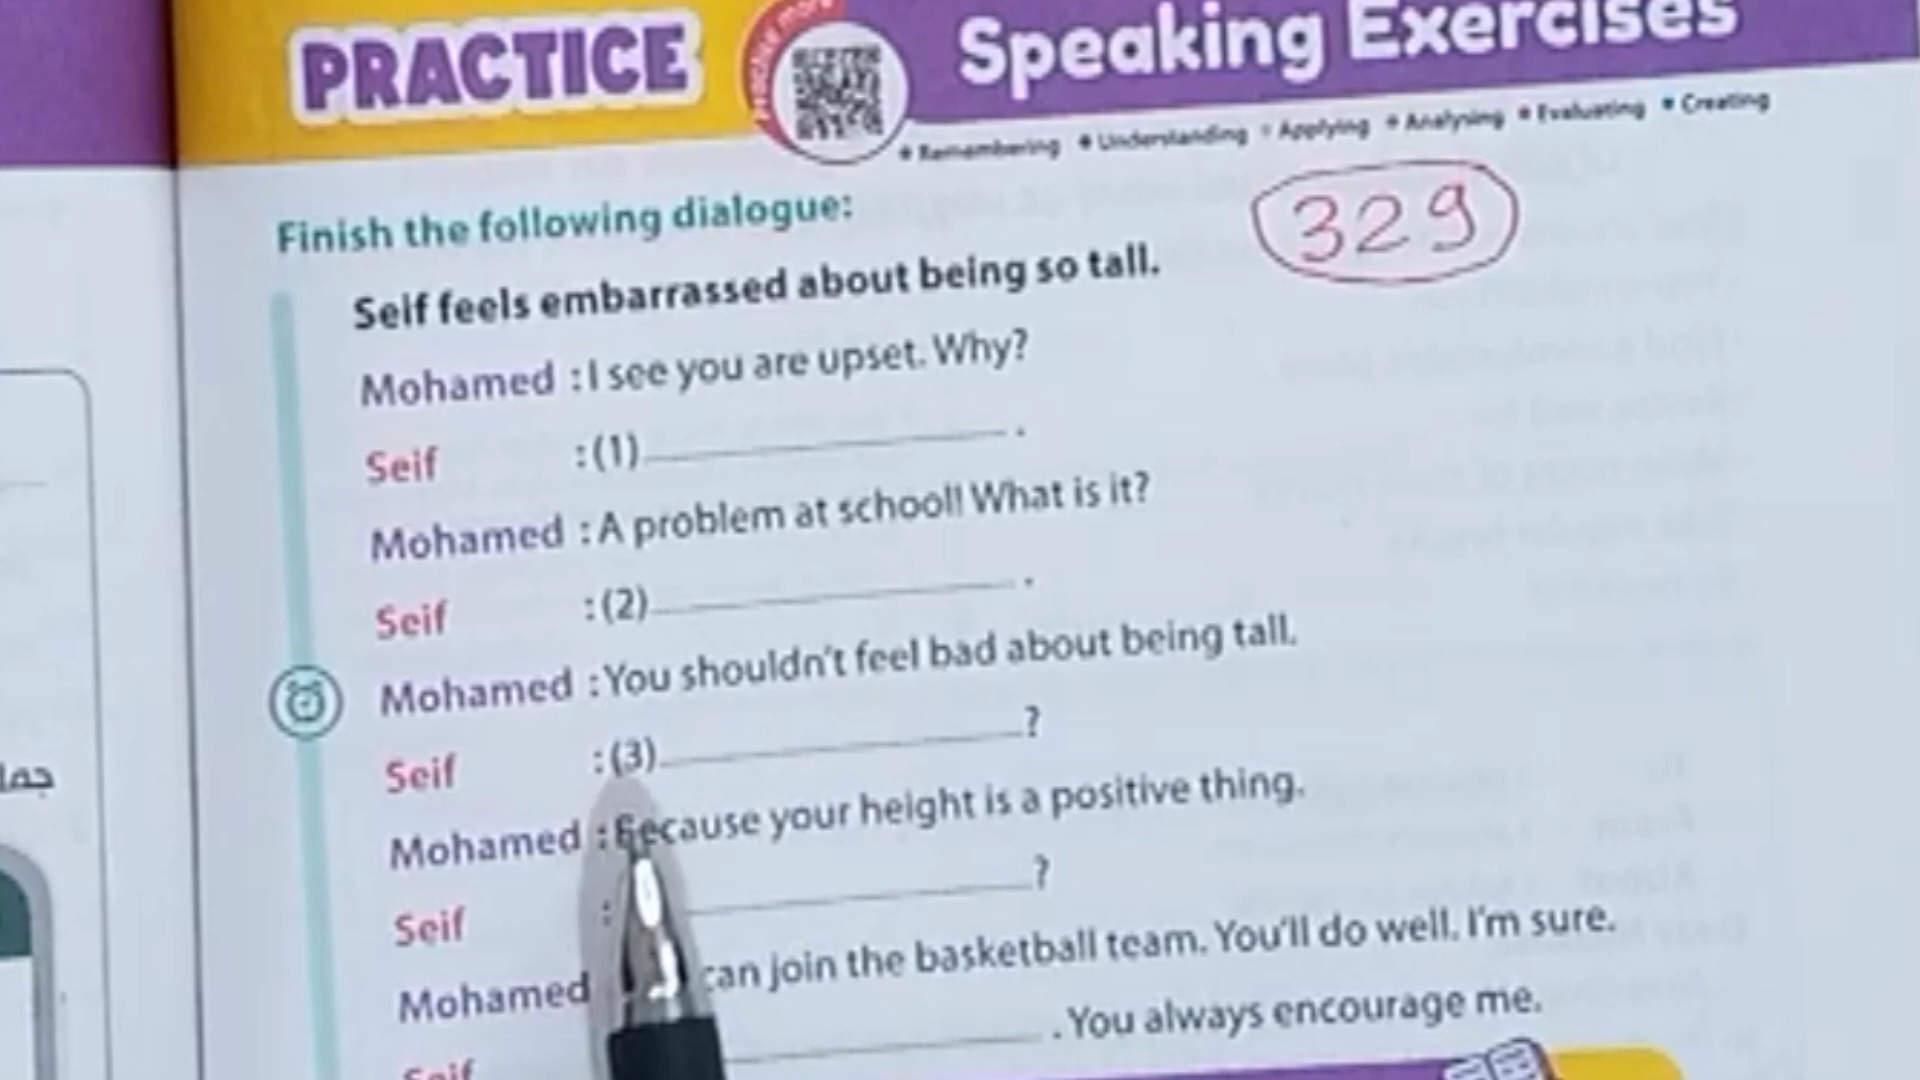 PRACTICE
Practice more
Speaking Exercises
• Remembering • Understanding • Applying • Analysing • Evaluating • Creating
Finish the following dialogue:
329
Seif feels embarrassed about being so tall.
Mohamed : I see you are upset. Why?
Seif : (1) .
Mohamed : A problem at school! What is it?
Seif : (2) .
Mohamed : You shouldn't feel bad about being tall.
Seif : (3) ?
Mohamed : Because your height is a positive thing.
Seif : ?
Mohamed can join the basketball team. You'll do well. I'm sure.
Seif . You always encourage me.